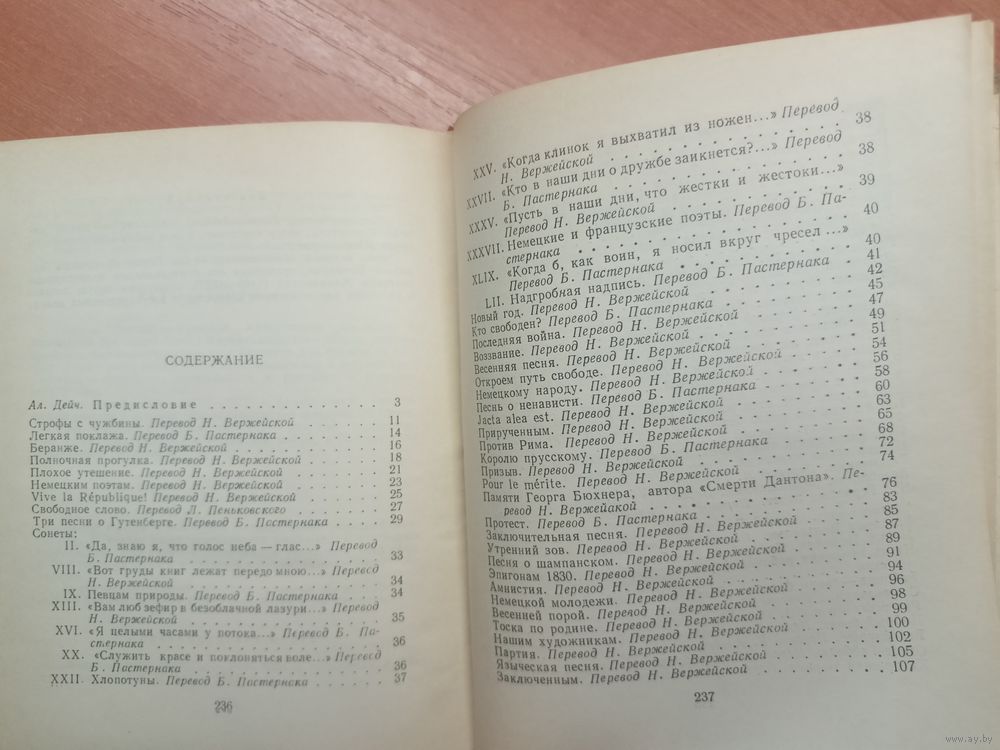 СОДЕРЖАНИЕ
Ал. Дейч. Предисловие . . . . . . . . . . . . 3
Строфы с чужбины. Перевод Н. Вержейской . . . . . . 11
Легкая поклажа. Перевод Б. Пастернака . . . . . . . 14
Беранже. Перевод Н. Вержейской . . . . . . . . . 16
Полночная прогулка. Перевод Н. Вержейской . . . . . 18
Плохое утешение. Перевод Н. Вержейской . . . . . . 21
Немецким поэтам. Перевод Н. Вержейской . . . . . . 23
Vive la République! Перевод Н. Вержейской . . . . . 25
Свободное слово. Перевод Л. Пеньковского . . . . . . 27
Три песни о Гутенберге. Перевод Б. Пастернака . . . . 29
Сонеты:
II. «Да, знаю я, что голос неба — глас...» Перевод
Б. Пастернака . . . . . . . . . . . . 33
VIII. «Вот груды книг лежат передо мною...» Перевод
Н. Вержейской . . . . . . . . . . . . 34
IX. Певцам природы. Перевод Б. Пастернака . . . . 34
XIII. «Вам люб зефир в безоблачной лазури...» Перевод
Н. Вержейской . . . . . . . . . . . . 35
XVI. «Я целыми часами у потока...» Перевод Б. Па-
стернака . . . . . . . . . . . . . . 36
XX. «Служить красе и поклоняться воле...» Перевод
Б. Пастернака . . . . . . . . . . . . 36
XXII. Хлопотуны. Перевод Б. Пастернака . . . . . . 37
236
XXV. «Когда клинок я выхватил из ножен...» Перевод
Н. Вержейской . . . . . . . . . . . . 38
XXVII. «Кто в наши дни о дружбе заикнется?...» Перевод
Б. Пастернака . . . . . . . . . . . . 38
XXXV. «Пусть в наши дни, что жестки и жестоки...»
Перевод Н. Вержейской . . . . . . . . . 39
XXXVII. Немецкие и французские поэты. Перевод Б. Па-
стернака . . . . . . . . . . . . . . 40
XLIX. «Когда б, как воин, я носил вкруг чресел ...»
Перевод Б. Пастернака . . . . . . . . . 40
LII. Надгробная надпись. Перевод Б. Пастернака . . 41
Новый год. Перевод Н. Вержейской . . . . . . . . 42
Кто свободен? Перевод Б. Пастернака . . . . . . . 45
Последняя война. Перевод Н. Вержейской . . . . . . 47
Воззвание. Перевод Н. Вержейской . . . . . . . . 49
Весенняя песня. Перевод Н. Вержейской . . . . . . 51
Откроем путь свободе. Перевод Н. Вержейской . . . . 54
Немецкому народу. Перевод Н. Вержейской . . . . . 56
Песнь о ненависти. Перевод Б. Пастернака . . . . . 58
Jacta alea est. Перевод Н. Вержейской . . . . . . 60
Прирученным. Перевод Н. Вержейской . . . . . . . 63
Против Рима. Перевод Н. Вержейской . . . . . . . 65
Королю прусскому. Перевод Б. Пастернака . . . . . 68
Призыв. Перевод Н. Вержейской . . . . . . . . . 72
Pour le mérite. Перевод Н. Вержейской . . . . . . 74
Памяти Георга Бюхнера, автора «Смерти Дантона». Пе-
ревод Н. Вержейакой . . . . . . . . . . . . 76
Протест. Перевод Б. Пастернака . . . . . . . . . 83
Заключительная песня. Перевод Н. Вержейской . . . . 85
Утренний зов. Перевод Н. Вержейской . . . . . . . 87
Песня о шампанском. Перевод Н. Вержейской . . . . . 89
Эпигонам 1830. Перевод Н. Вержейской . . . . . . . 91
Амнистия. Перевод Н. Вержейской . . . . . . . . 94
Немецкой молодежи. Перевод Н. Вержейской . . . . . 96
Весенней порой. Перевод Н. Вержейской . . . . . . 98
Тоска по родине. Перевод Н. Вержейской . . . . . . 99
Нашим художникам. Перевод Н. Вержейской . . . . . 100
Партия. Перевод Н. Вержейской . . . . . . . . . 102
Языческая песня. Перевод Н. Вержейской . . . . . . 105
Заключенным. Перевод Н. Вержейской . . . . . . . 107
237
www.ay.by